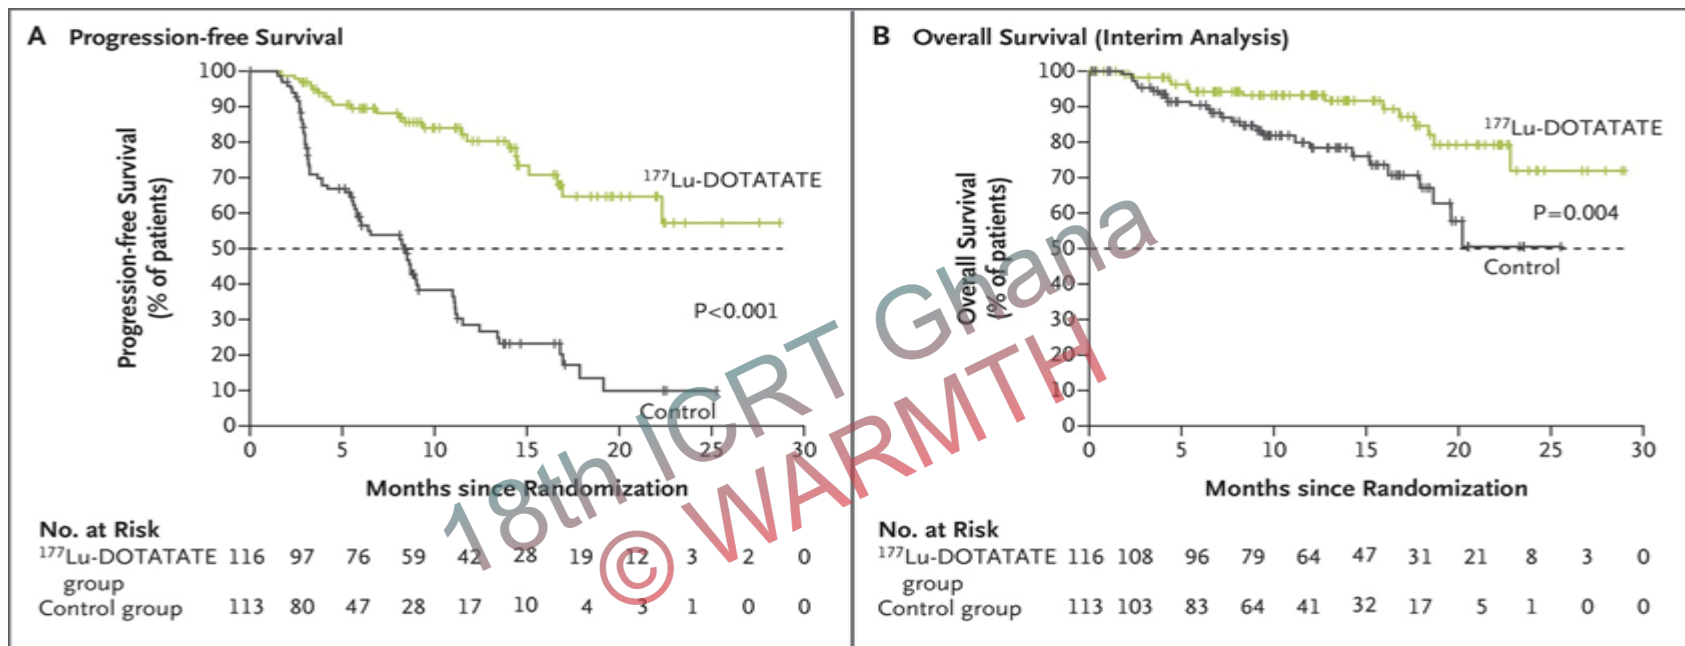 A Progression-free Survival
Progression-free Survival
(% of patients)
100
90
80
70
60
50
40
30
20
10
0
177Lu-DOTATATE
P<0.001
Control
0 5 10 15 20 25 30
Months since Randomization
No. at Risk
177Lu-DOTATATE 116 97 76 59 42 28 19 12 3 2 0
group
Control group 113 80 47 28 17 10 4 3 1 0 0
B Overall Survival (Interim Analysis)
Overall Survival
(% of patients)
100
90
80
70
60
50
40
30
20
10
0
177Lu-DOTATATE
P=0.004
Control
0 5 10 15 20 25 30
Months since Randomization
No. at Risk
177Lu-DOTATATE 116 108 96 79 64 47 31 21 8 3 0
group
Control group 113 103 83 64 41 32 17 5 1 0 0
18th ICRT Ghana
© WARMTH